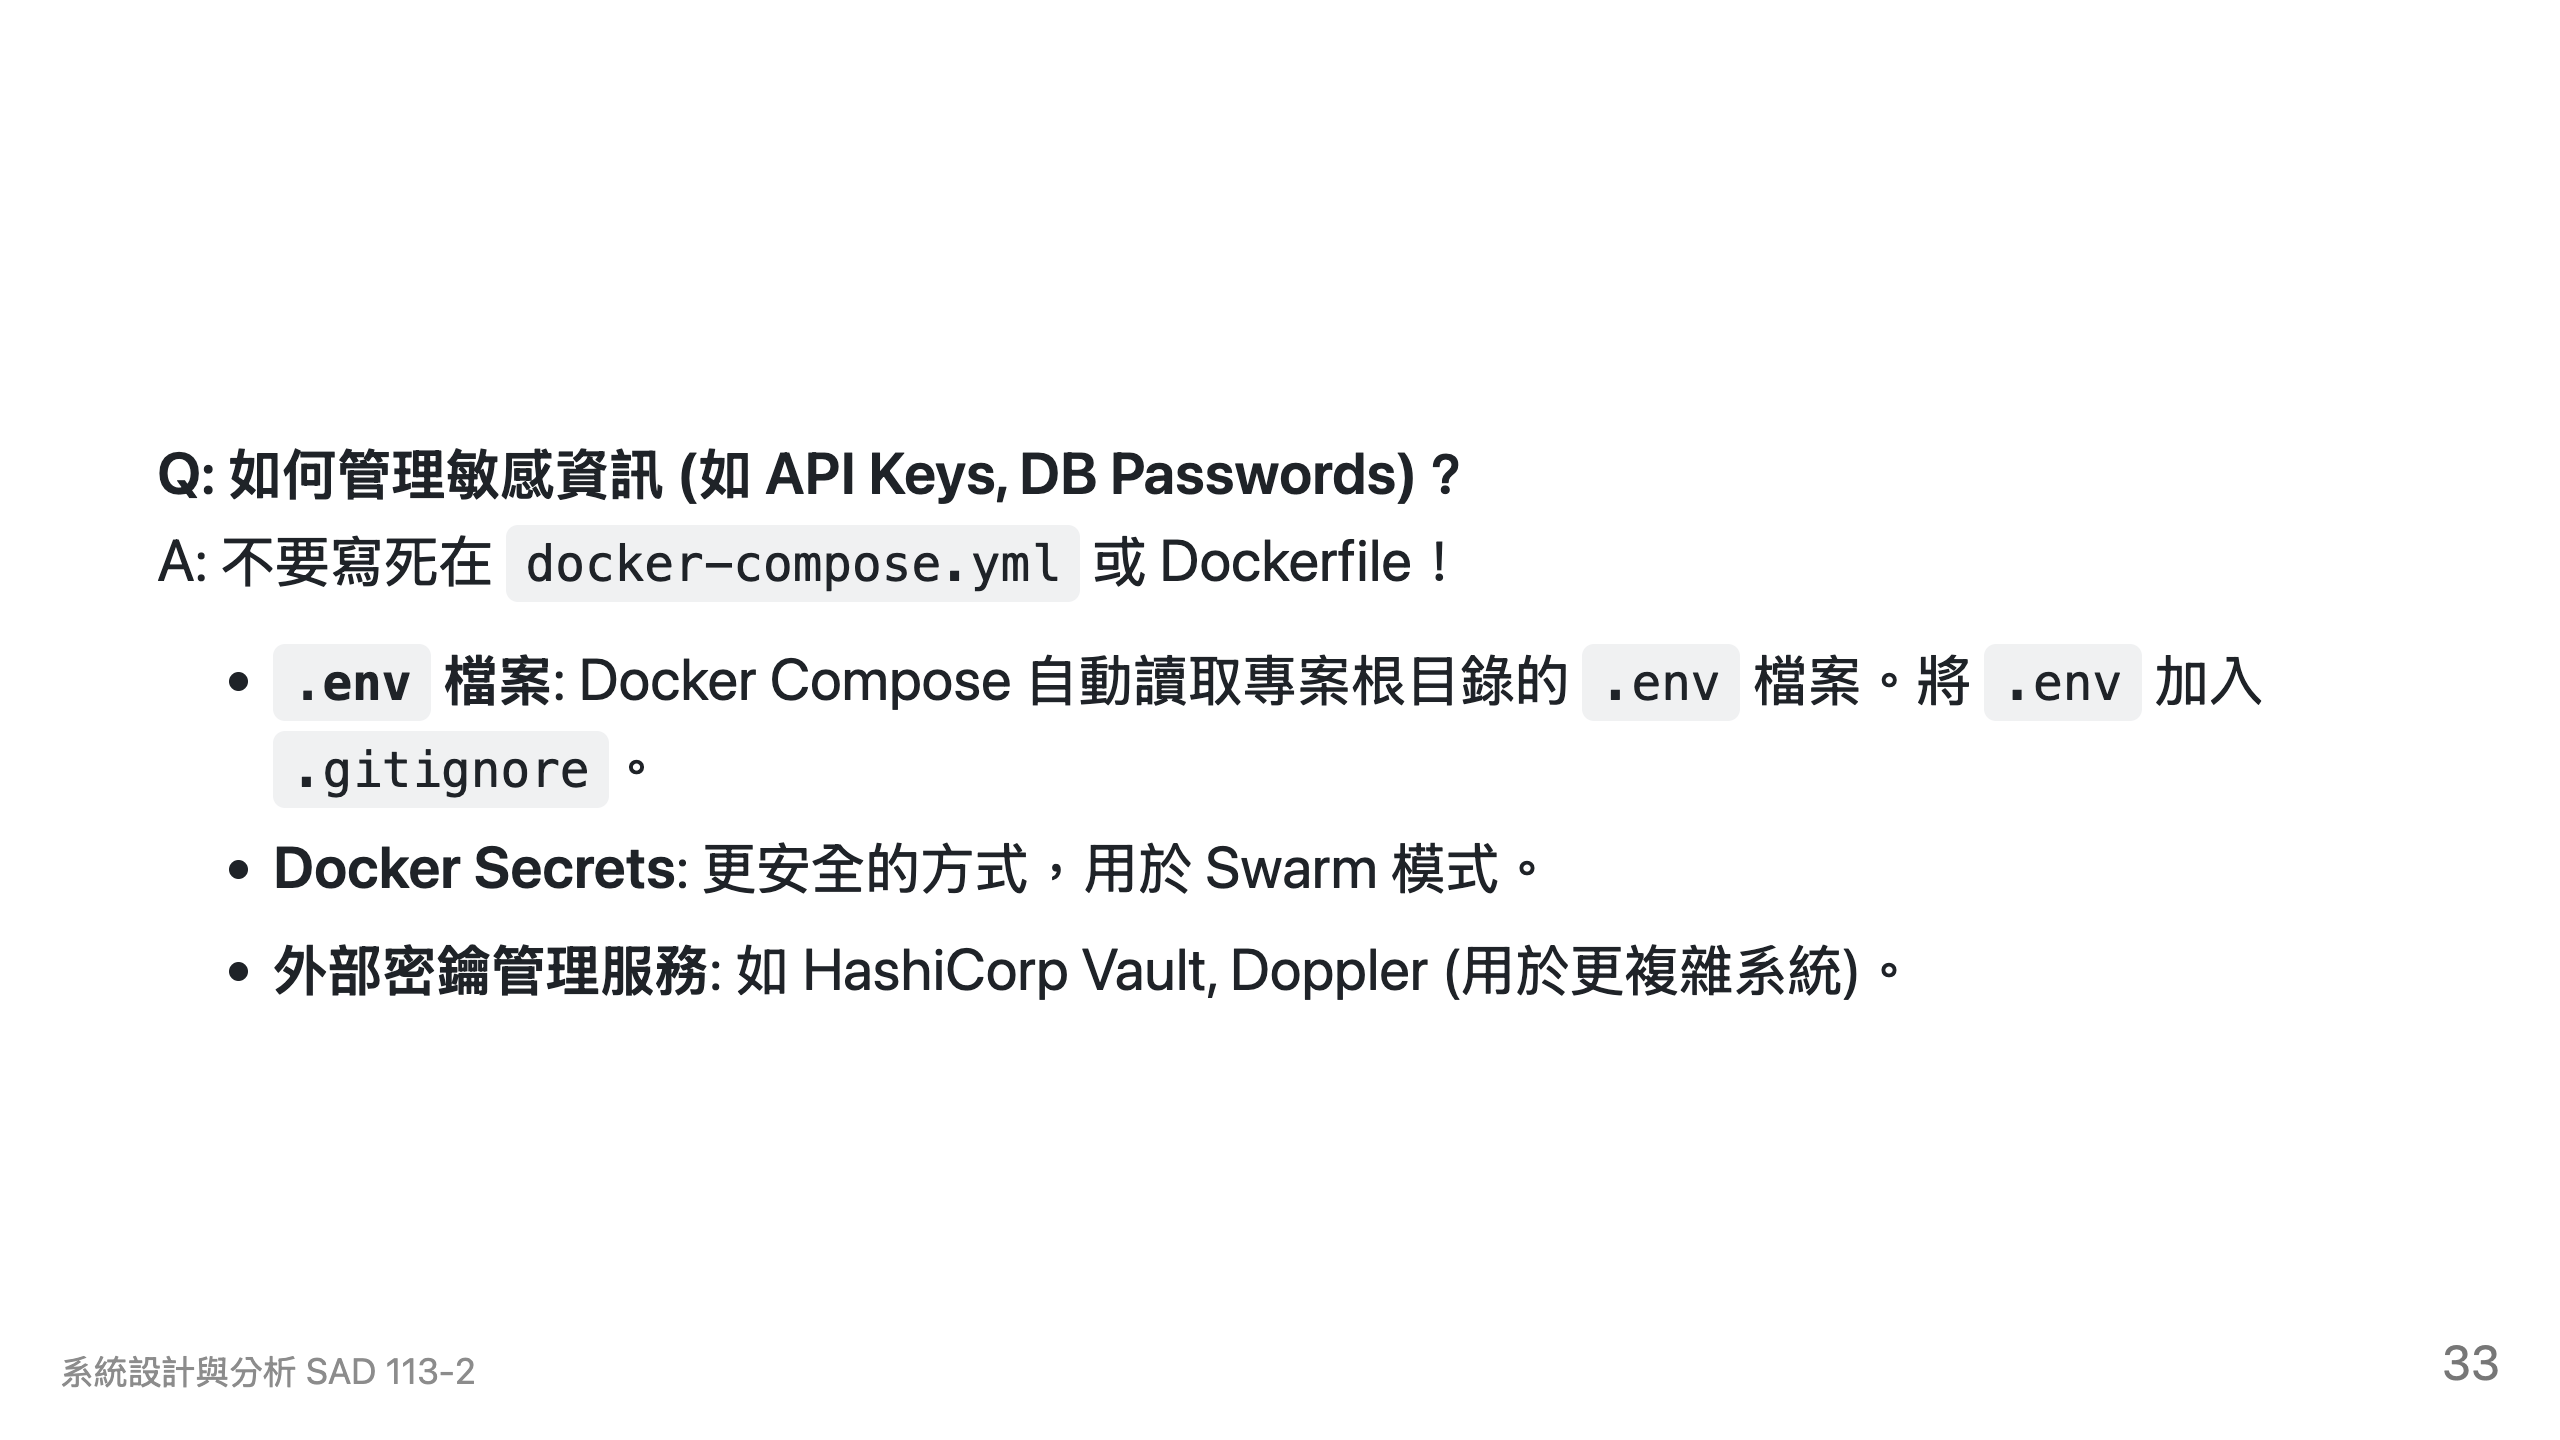 Q: 如何管理敏感資訊 (如 API Keys, DB Passwords)？
A: 不要寫死在 docker-compose.yml 或 Dockerfile！
• .env 檔案: Docker Compose 自動讀取專案根目錄的 .env 檔案。將 .env 加入
.gitignore 。
• Docker Secrets: 更安全的方式，用於 Swarm 模式。
• 外部密鑰管理服務: 如 HashiCorp Vault, Doppler (用於更複雜系統)。
系統設計與分析 SAD 113-2
33